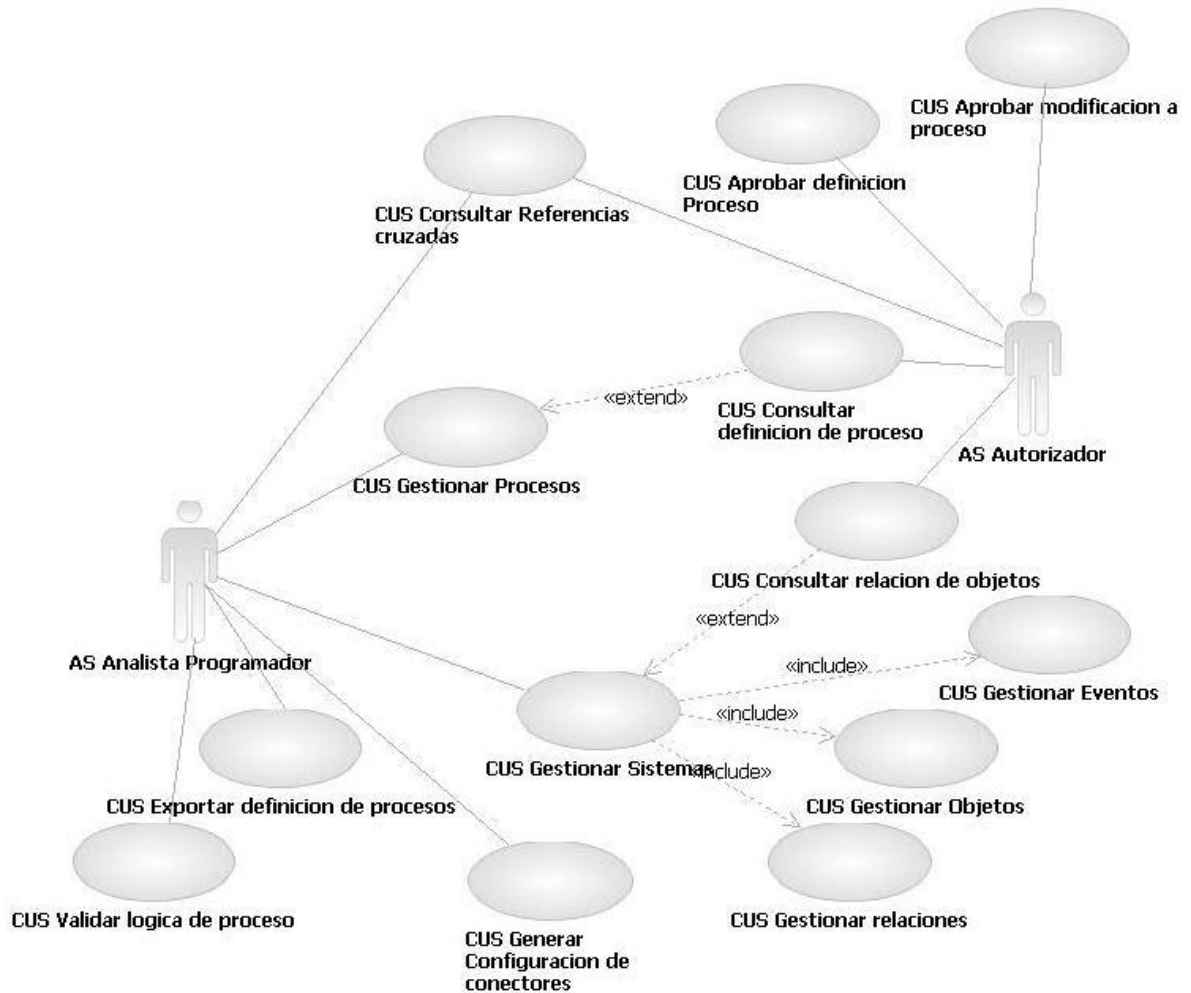 CUS Aprobar modificacion a
proceso
CUS Aprobar definicion
Proceso
CUS Consultar Referencias
cruzadas
«extend»
CUS Consultar
definicion de proceso
AS Autorizador
CUS Gestionar Procesos
CUS Consultar relacion de objetos
«extend»
AS Analista Programador
«include»
CUS Gestionar Eventos
«include»
CUS Gestionar Sistemas
«include»
CUS Exportar definicion de procesos
CUS Gestionar Objetos
CUS Validar logica de proceso
CUS Generar
Configuracion de
conectores
CUS Gestionar relaciones